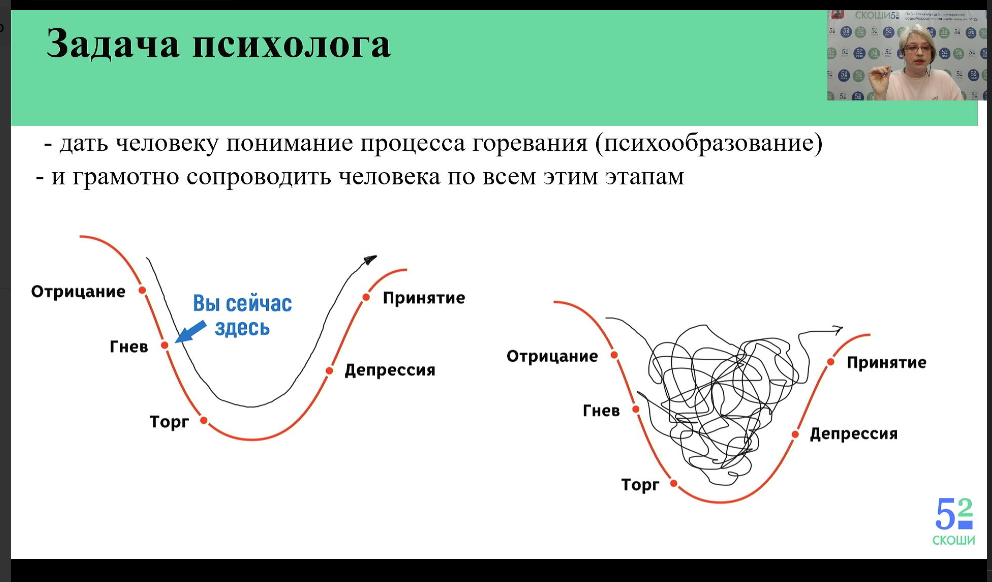 Задача психолога
СКОШИ52
- дать человеку понимание процесса горевания (психообразование)
- и грамотно сопроводить человека по всем этим этапам
Отрицание
Вы сейчас
здесь
Гнев
Торг
Депрессия
Принятие
Отрицание
Гнев
Торг
Депрессия
Принятие
52
СКОШИ